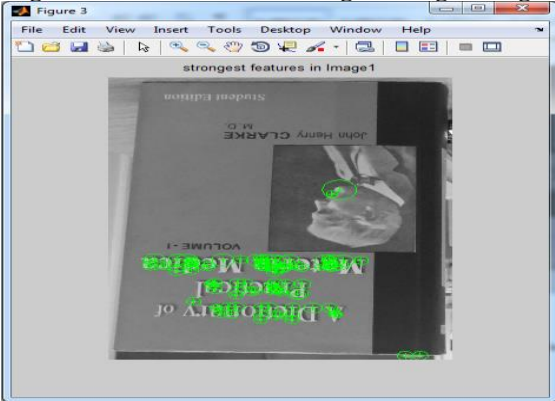 Figure 3
File Edit View Insert Tools Desktop Window Help
strongest features in Image1
A Dictionary of
Practical
Materia Medica
VOLUME - I
John Henry CLARKE
M.D.
Student Edition